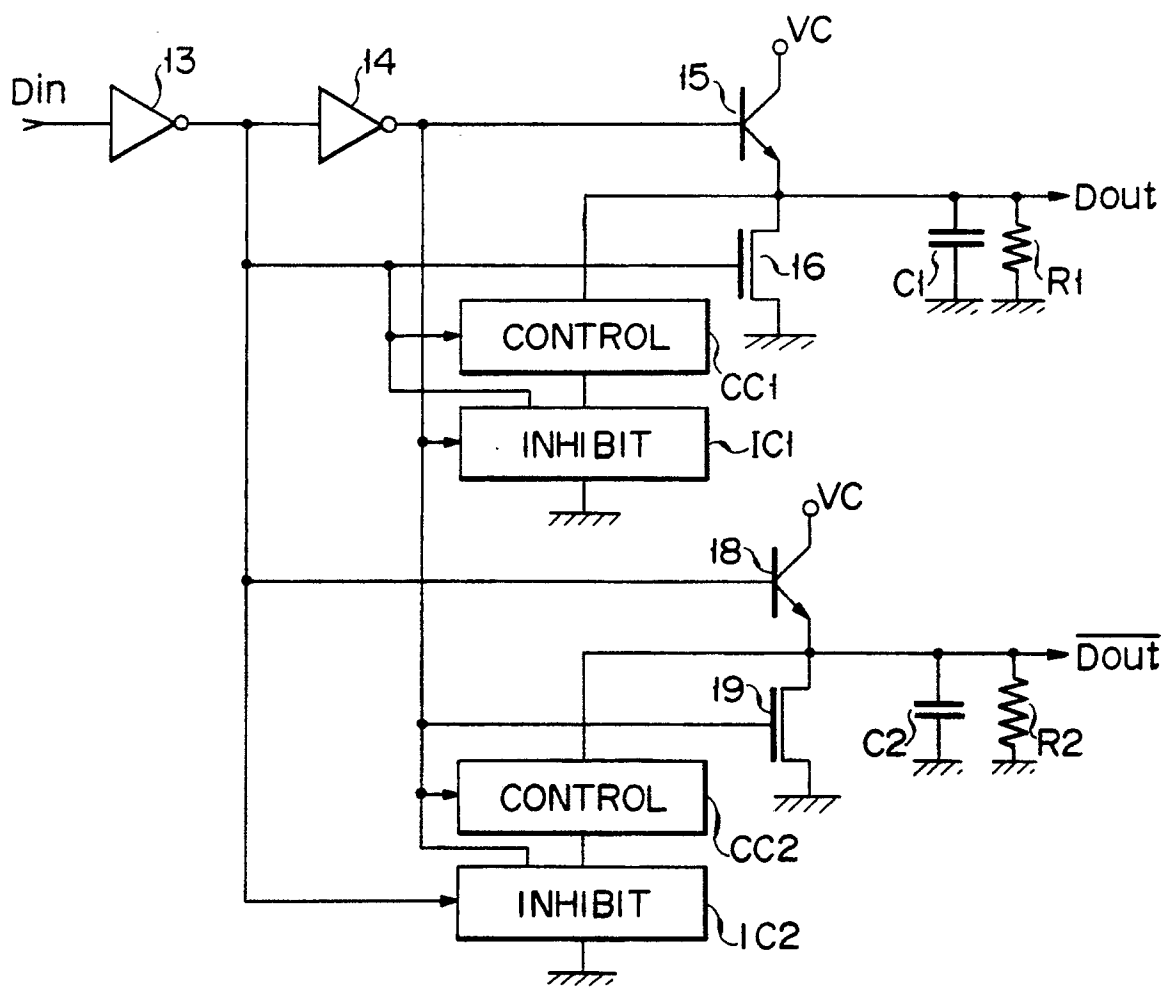 VC
13
14
15
Din
Dout
16
C1
R1
CONTROL
CC1
INHIBIT
IC1
VC
18
Dout
19
C2
R2
CONTROL
CC2
INHIBIT
IC2